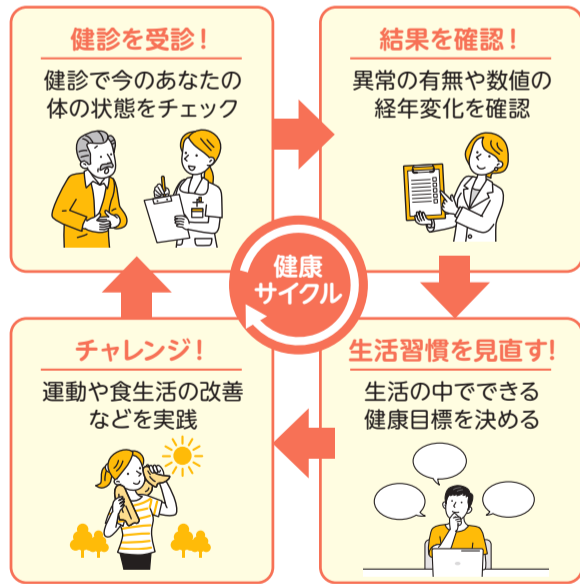 健診を受診！
健診で今のあなたの
体の状態をチェック
結果を確認！
異常の有無や数値の
経年変化を確認
健康
サイクル
チャレンジ！
運動や食生活の改善
などを実践
生活習慣を見直す！
生活の中でできる
健康目標を決める